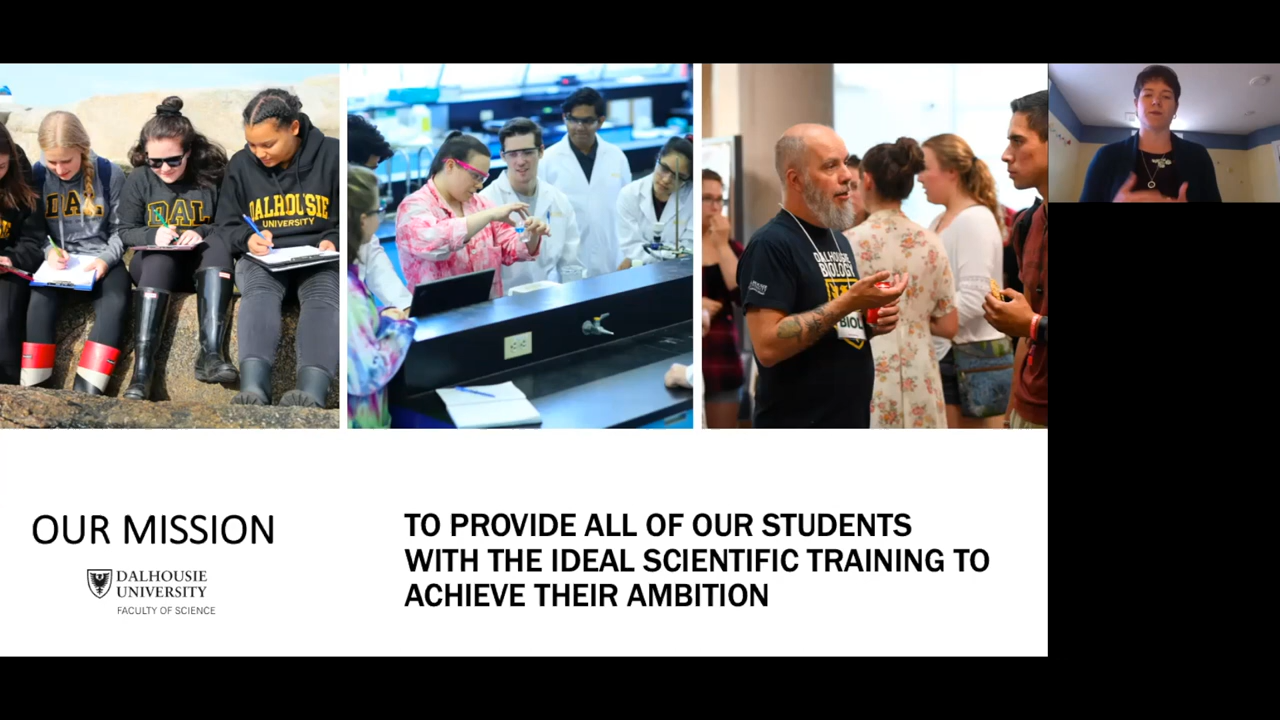 DAL
DAL
DALHOUSIE
UNIVERSITY
DALHOUSIE
BIOLOGY
BIOL
OUR MISSION
DALHOUSIE
UNIVERSITY
FACULTY OF SCIENCE
TO PROVIDE ALL OF OUR STUDENTS
WITH THE IDEAL SCIENTIFIC TRAINING TO
ACHIEVE THEIR AMBITION